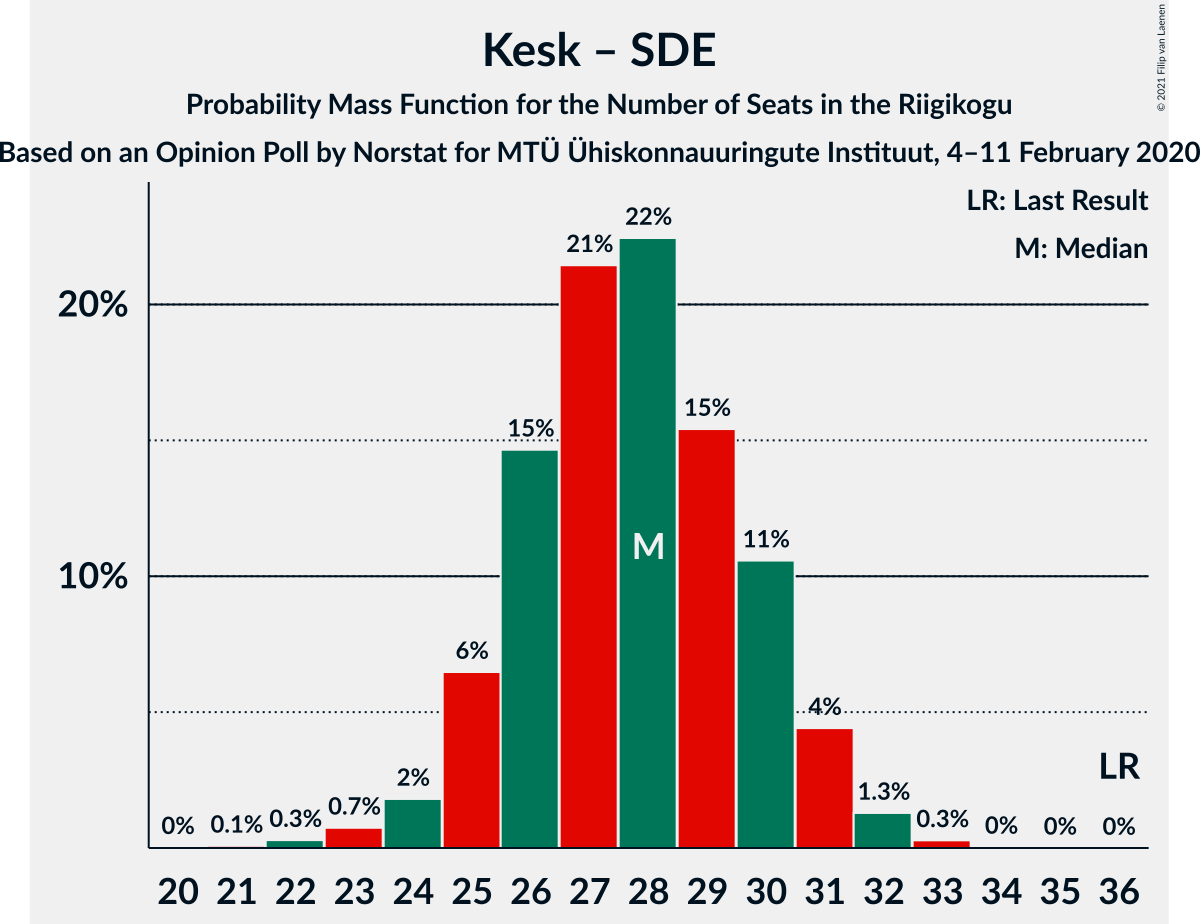 Kesk – SDE
Probability Mass Function for the Number of Seats in the Riigikogu
Based on an Opinion Poll by Norstat for MTÜ Ühiskonnauuringute Instituut, 4–11 February 2020
© 2021 Filip van Laenen
LR: Last Result
M: Median
20%
10%
0% 0.1% 0.3% 0.7% 2% 6% 15% 21% 22% 15% 11% 4% 1.3% 0.3% 0% 0% 0%
M
LR
20 21 22 23 24 25 26 27 28 29 30 31 32 33 34 35 36